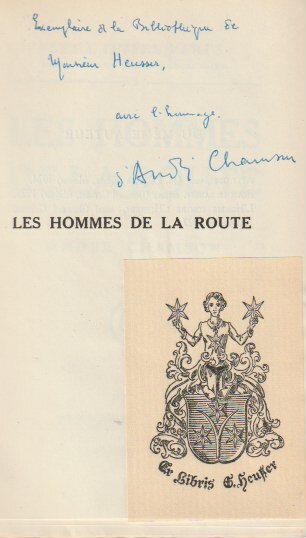 Exemplaire de la Bibliothèque de
Monsieur Heusser,
avec l'hommage
d'André Chamson
LES HOMMES DE LA ROUTE
Ex Libris E. Heusser